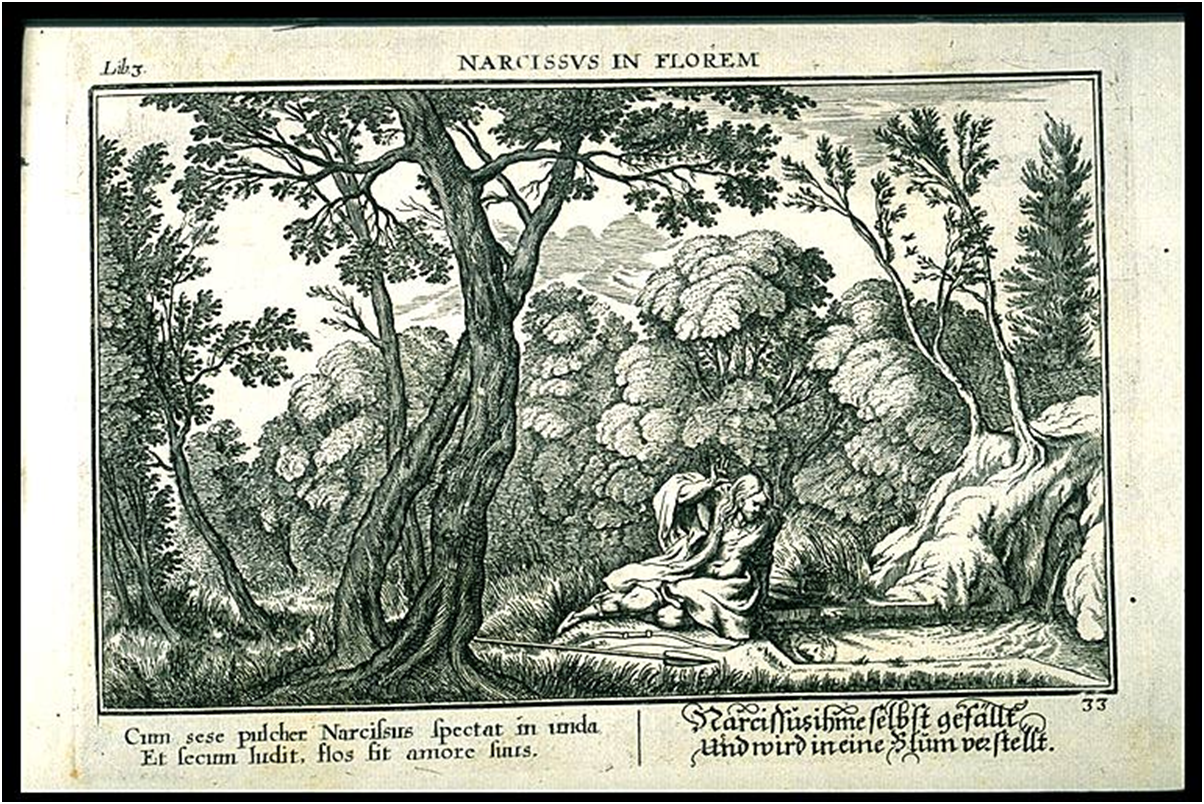 Lib.3.
NARCISSVS IN FLOREM
Cum sese pulcher Narciſsus ſpectat in unda
Et ſecum ludit, flos fit amore ſuus.
Narciſſus ihme ſelbſt gefällt,
Und wird in eine Blům verſtellt.
33